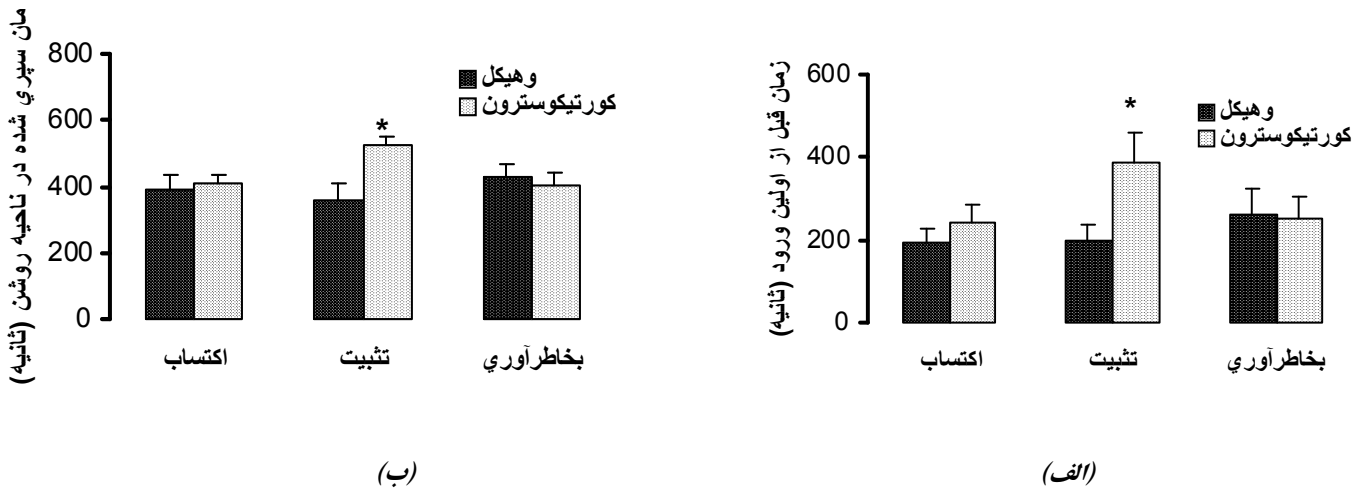 مان سپري شده در ناحيه روشن (ثانيه)
800
600
400
200
0
وهيكل
كورتيكوسترون
*
اكتساب
تثبيت
بخاطرآوري
(ب)
زمان قبل از اولين ورود (ثانيه)
600
400
200
0
وهيكل
كورتيكوسترون
*
اكتساب
تثبيت
بخاطرآوري
(الف)